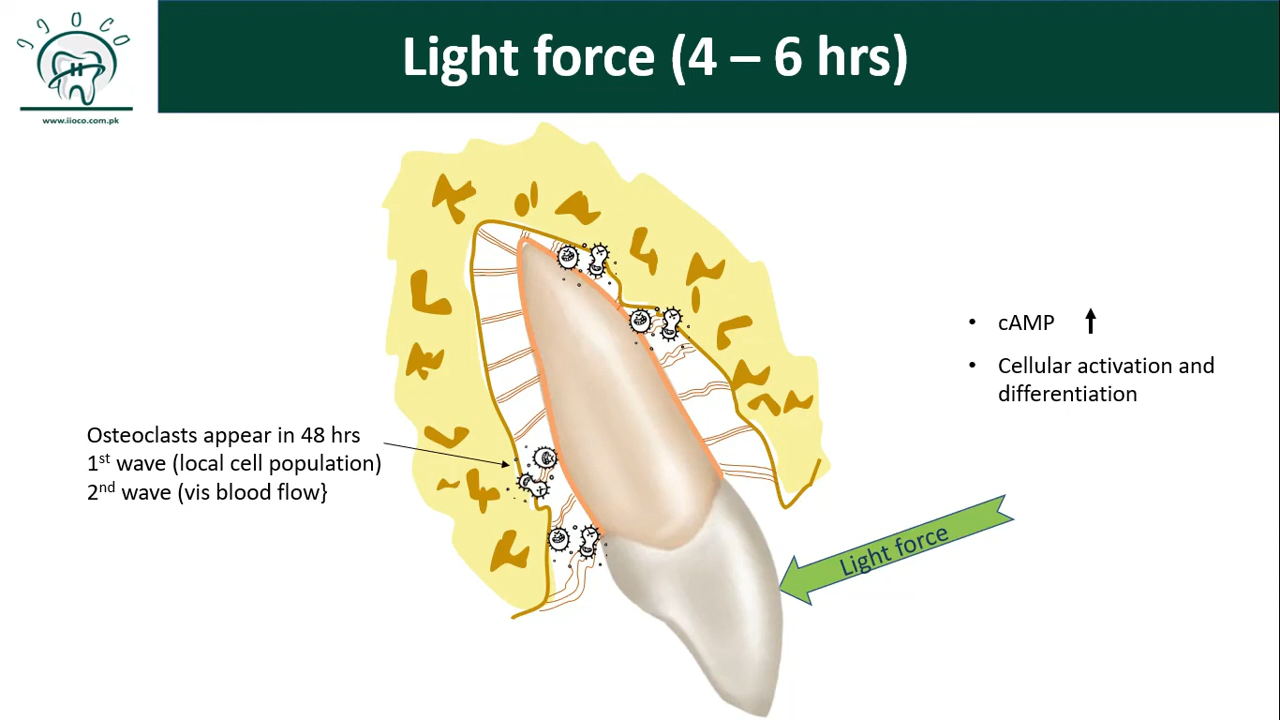 IJOCO
www.iioco.com.pk
Light force (4 – 6 hrs)
• cAMP
• Cellular activation and
differentiation
Osteoclasts appear in 48 hrs
1st wave (local cell population)
2nd wave (vis blood flow}
Light force